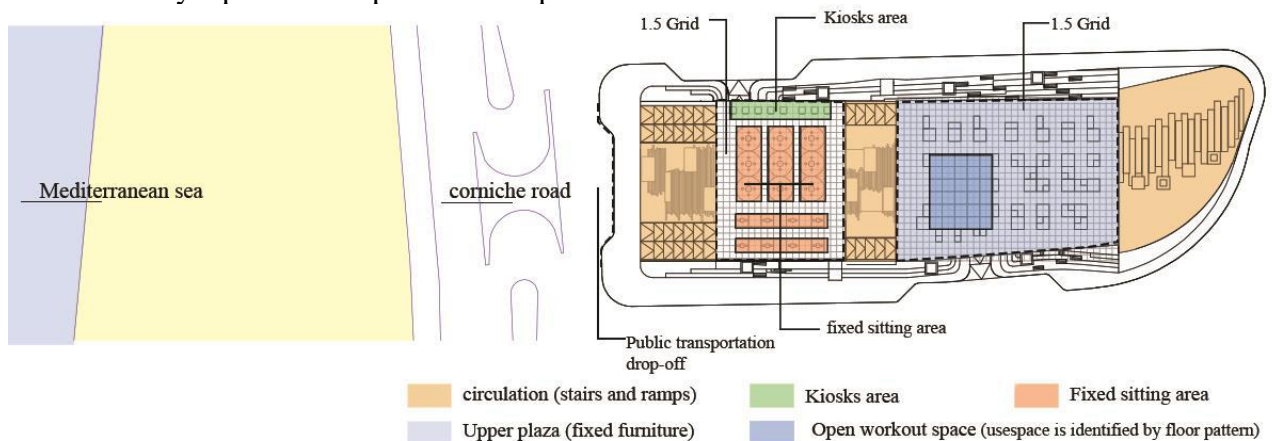 Kiosks area
1.5 Grid
1.5 Grid
Mediterranean sea
corniche road
fixed sitting area
Public transportation
drop-off
circulation (stairs and ramps)
Kiosks area
Fixed sitting area
Upper plaza (fixed furniture)
Open workout space (usespace is identified by floor pattern)